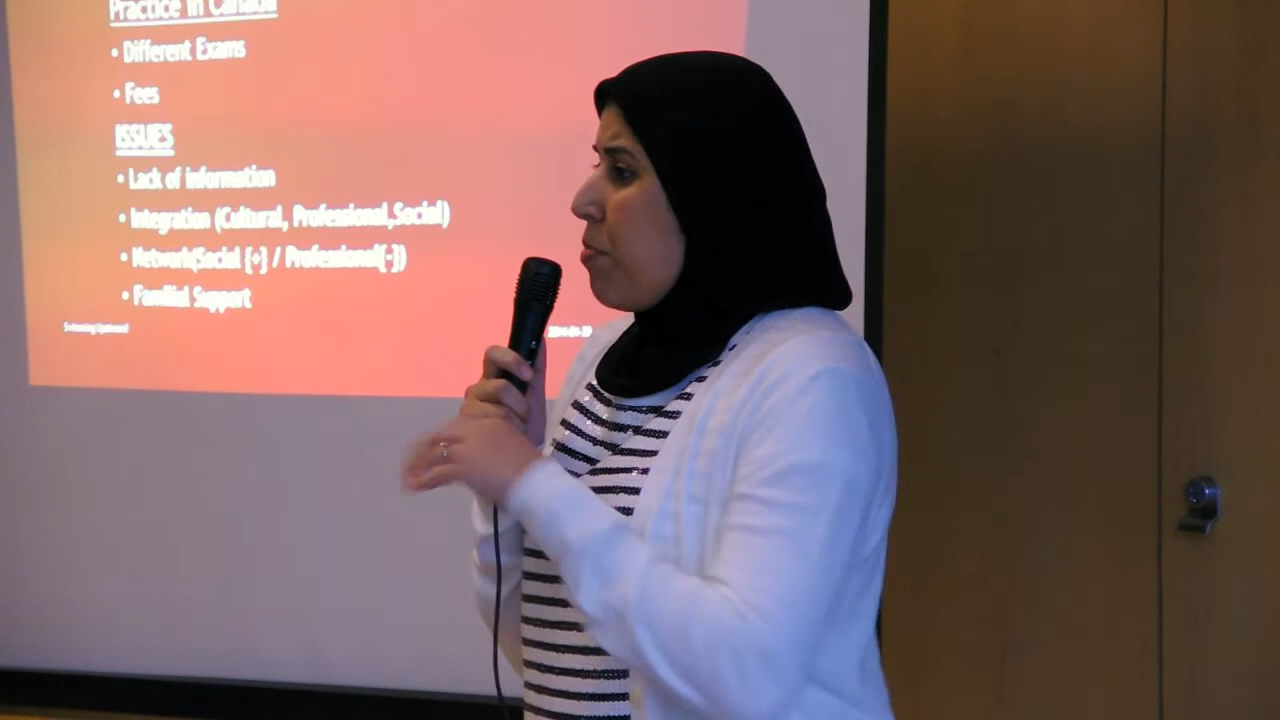 Practice in Canada
• Different Exams
• Fees
ISSUES
• Lack of information
• Integration (Cultural, Professional,Social)
• Network(Social {+} / Professional{-})
• Familial Support